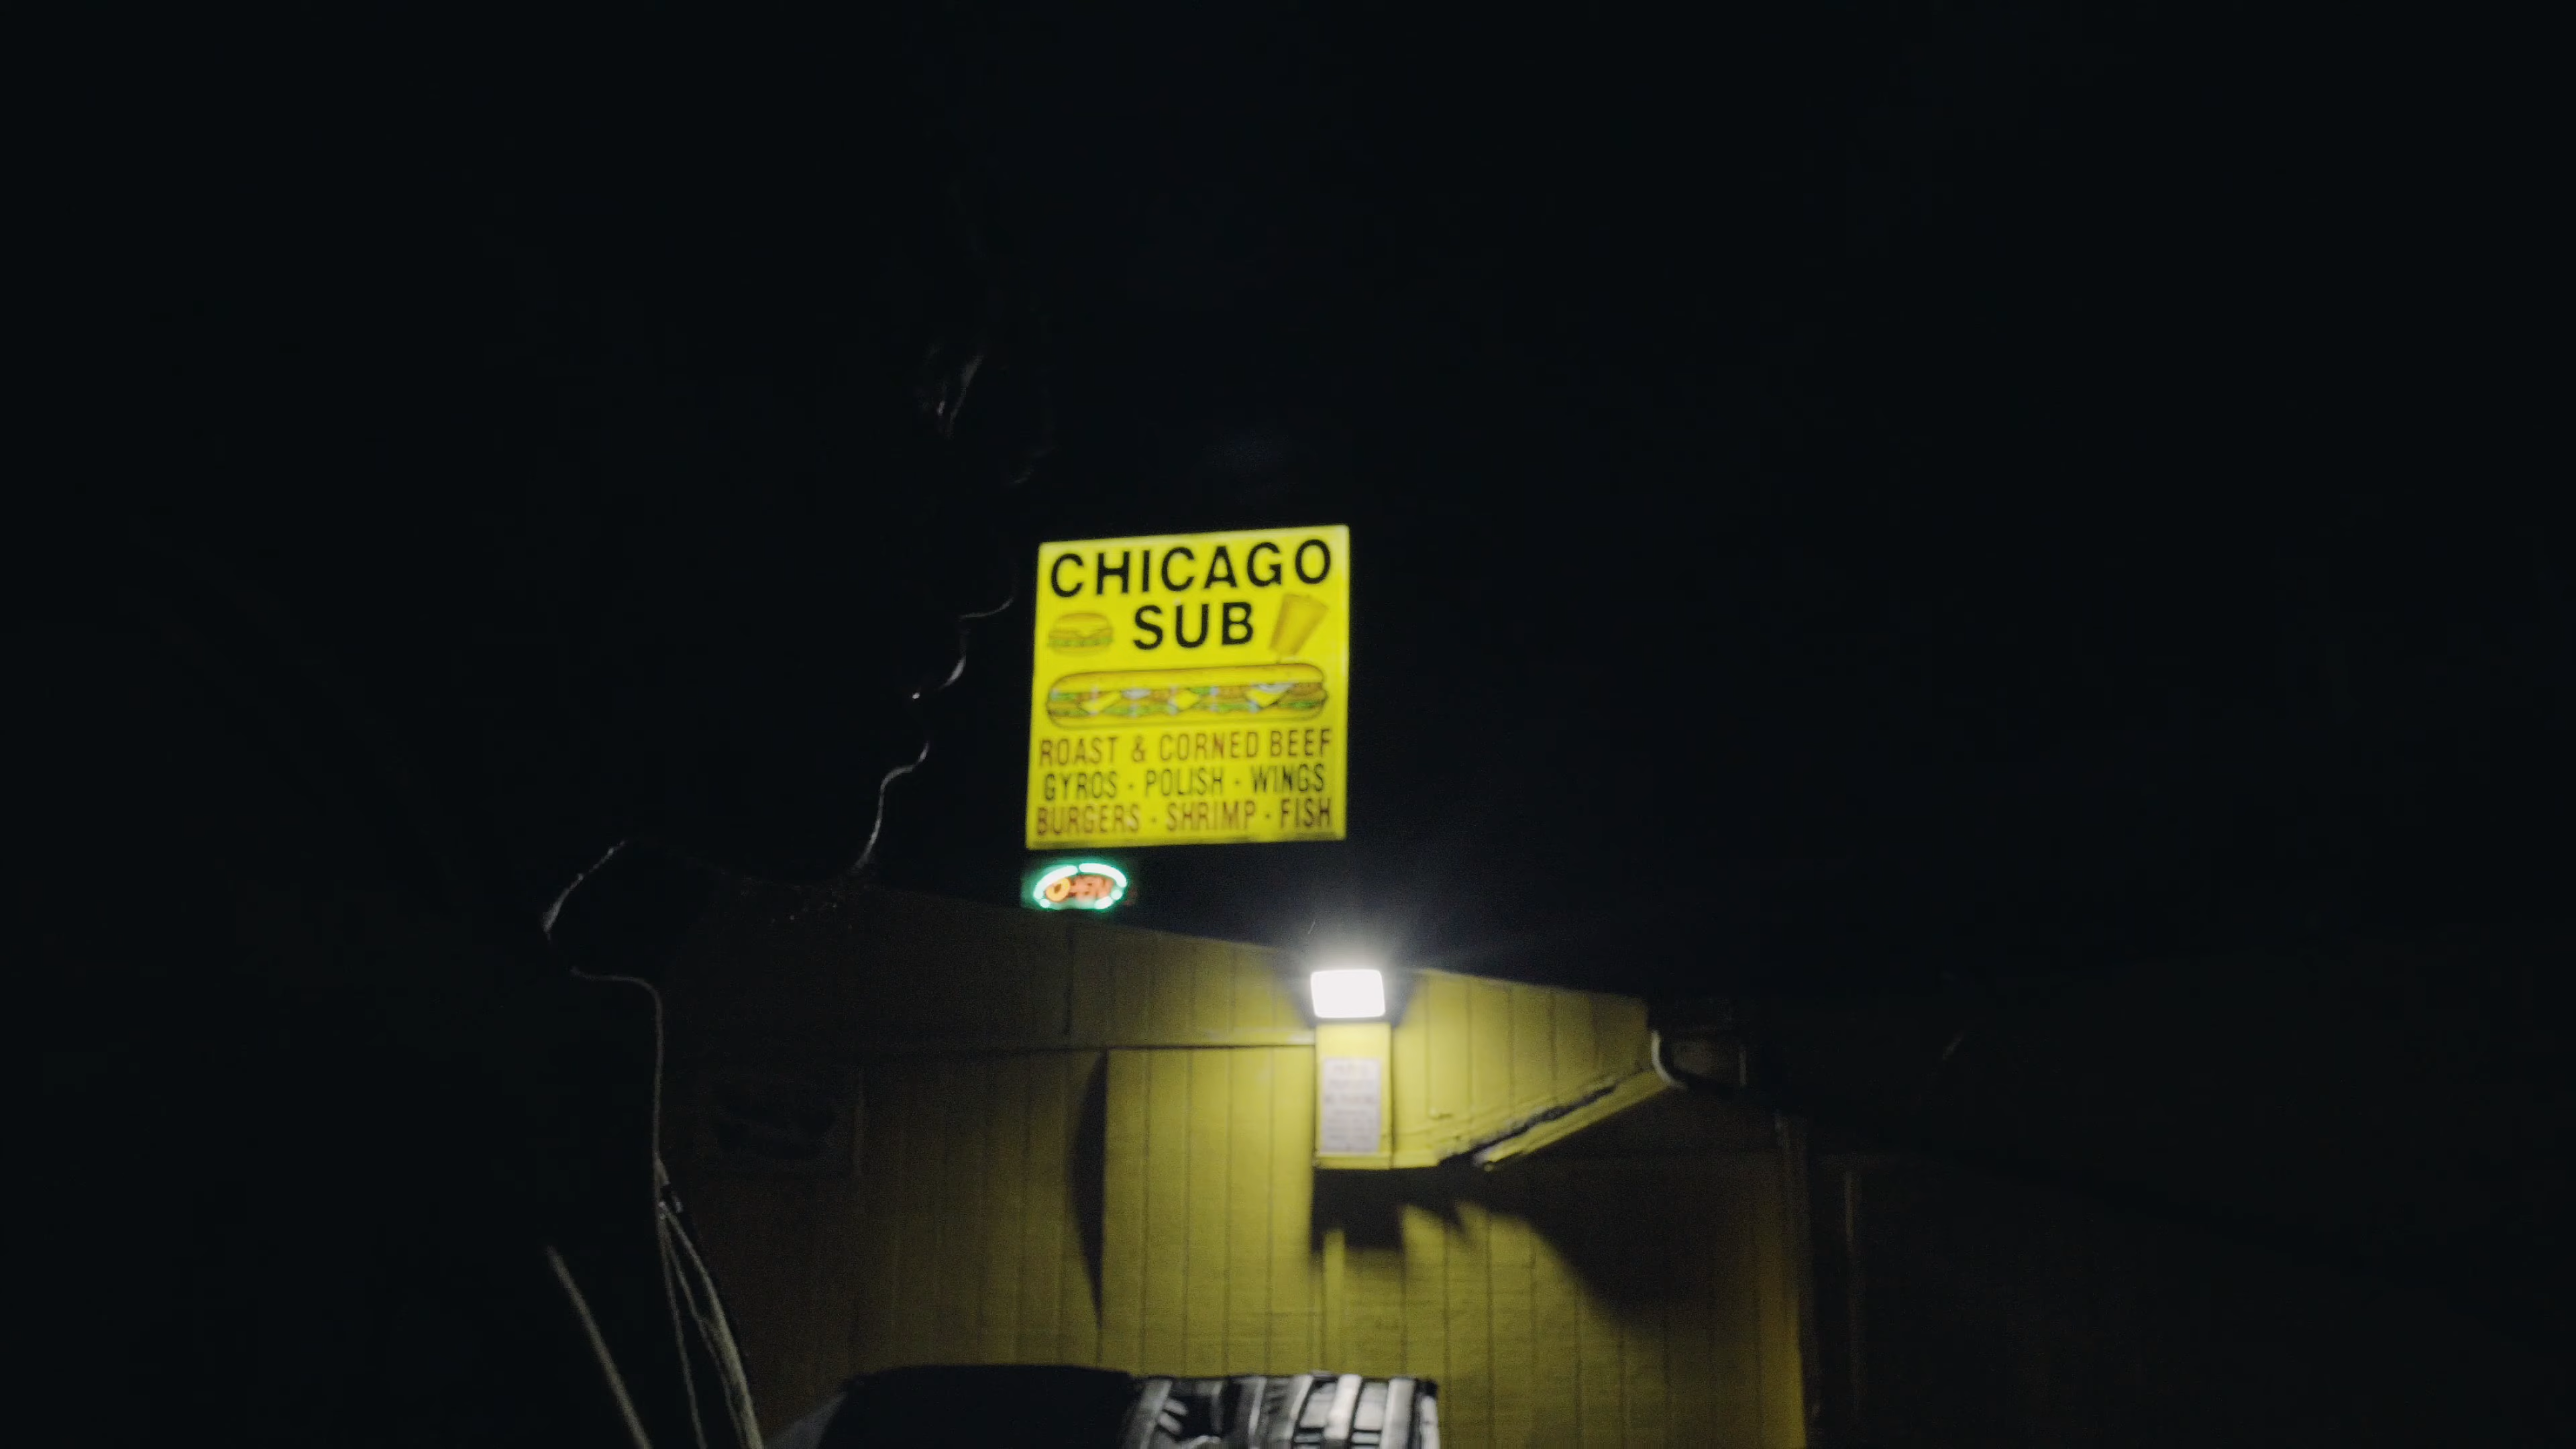 CHICAGO
SUB
ROAST & CORNED BEEF
GYROS - POLISH - WINGS
BURGERS - SHRIMP - FISH
OPEN